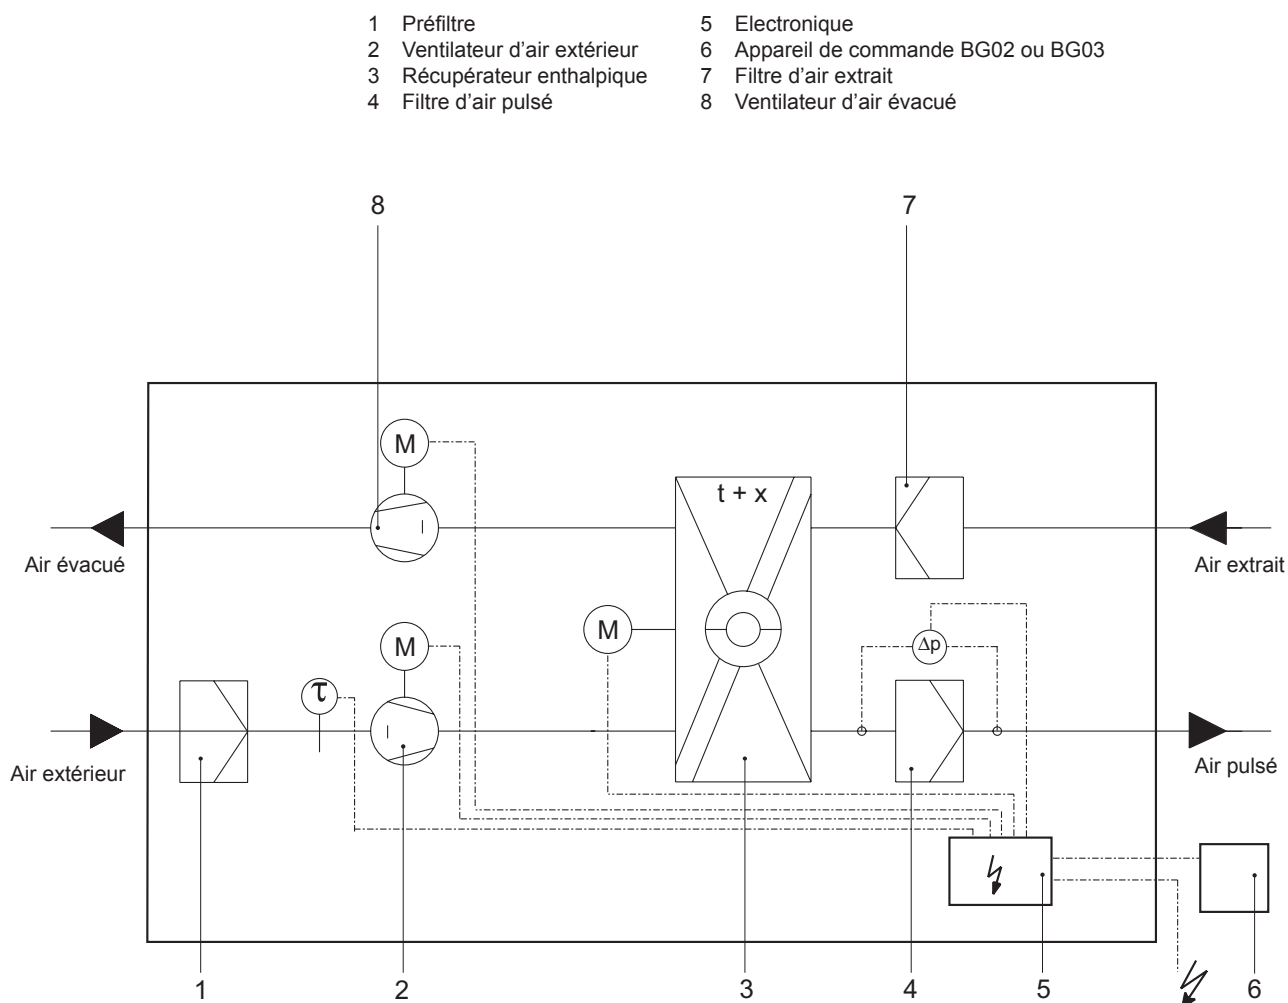 1 Préfiltre
2 Ventilateur d'air extérieur
3 Récupérateur enthalpique
4 Filtre d'air pulsé
5 Electronique
6 Appareil de commande BG02 ou BG03
7 Filtre d'air extrait
8 Ventilateur d'air évacué
8
7
M
t + x
Air évacué
Air extrait
M
M
Δp
τ
Air extérieur
Air pulsé
1
2
3
4
5
6